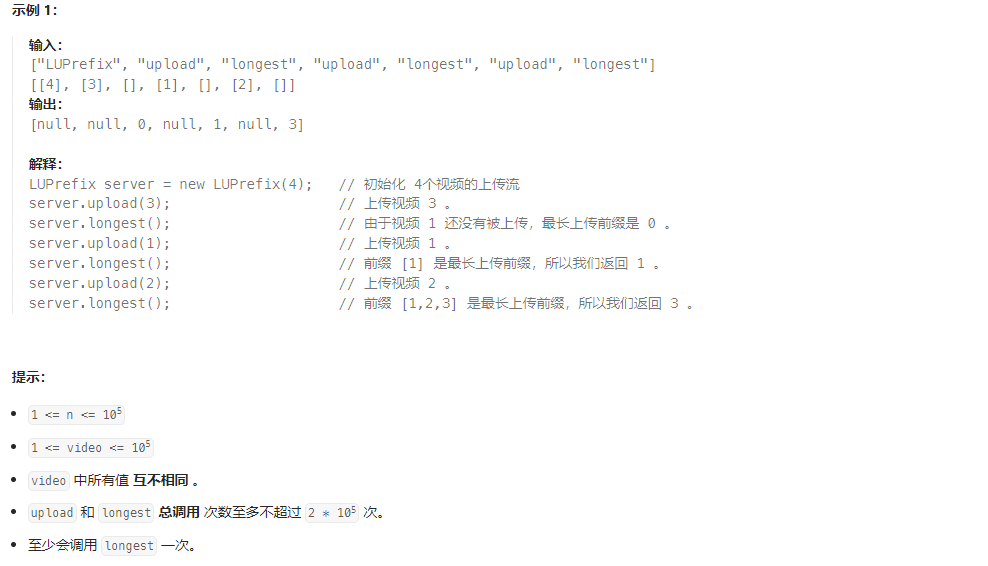 示例 1：
输入：
["LUPrefix", "upload", "longest", "upload", "longest", "upload", "longest"]
[[4], [3], [], [1], [], [2], []]
输出：
[null, null, 0, null, 1, null, 3]
解释：
LUPrefix server = new LUPrefix(4);   // 初始化 4个视频的上传流
server.upload(3);                    // 上传视频 3 。
server.longest();                    // 由于视频 1 还没有被上传，最长上传前缀是 0 。
server.upload(1);                    // 上传视频 1 。
server.longest();                    // 前缀 [1] 是最长上传前缀，所以我们返回 1 。
server.upload(2);                    // 上传视频 2 。
server.longest();                    // 前缀 [1,2,3] 是最长上传前缀，所以我们返回 3 。
提示：
• 1 <= n <= 10⁵
• 1 <= video <= 10⁵
• video 中所有值 互不相同 。
• upload 和 longest 总调用 次数至多不超过 2 * 10⁵ 次。
• 至少会调用 longest 一次。